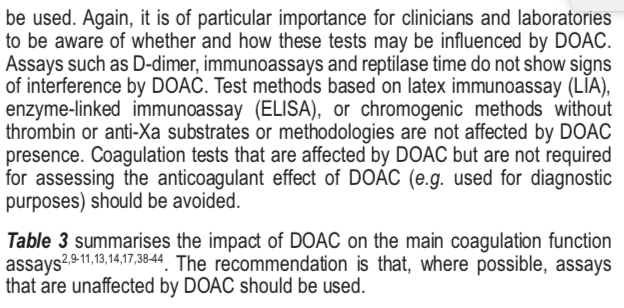 be used. Again, it is of particular importance for clinicians and laboratories
to be aware of whether and how these tests may be influenced by DOAC.
Assays such as D-dimer, immunoassays and reptilase time do not show signs
of interference by DOAC. Test methods based on latex immunoassay (LIA),
enzyme-linked immunoassay (ELISA), or chromogenic methods without
thrombin or anti-Xa substrates or methodologies are not affected by DOAC
presence. Coagulation tests that are affected by DOAC but are not required
for assessing the anticoagulant effect of DOAC (e.g. used for diagnostic
purposes) should be avoided.
Table 3 summarises the impact of DOAC on the main coagulation function
assays2,9-11,13,14,17,38-44. The recommendation is that, where possible, assays
that are unaffected by DOAC should be used.